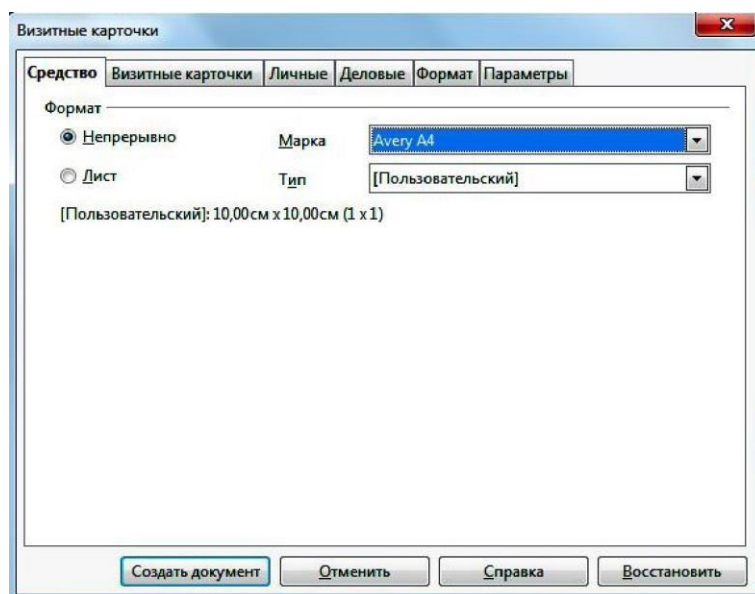 Визитные карточки
Средство Визитные карточки Личные Деловые Формат Параметры
Формат
Непрерывно Марка Avery A4
Лист Тип [Пользовательский]
[Пользовательский]: 10,00см x 10,00см (1 x 1)
Создать документ Отменить Справка Восстановить